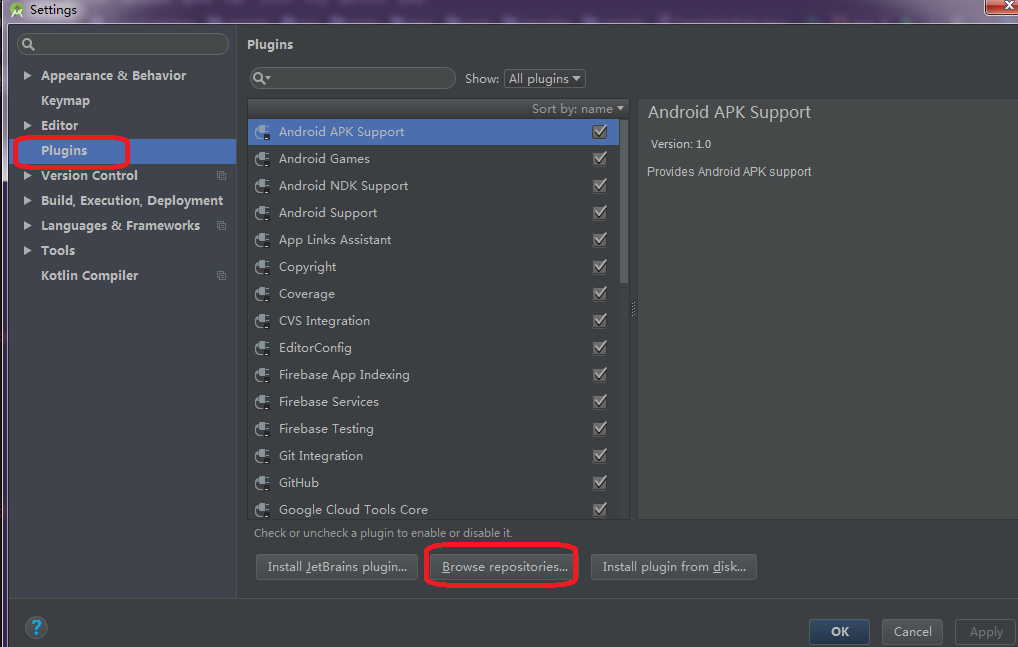 Settings
Appearance & Behavior
Keymap
Editor
Plugins
Version Control
Build, Execution, Deployment
Languages & Frameworks
Tools
Kotlin Compiler
Plugins
Show: All plugins
Sort by: name
Android APK Support
Android Games
Android NDK Support
Android Support
App Links Assistant
Copyright
Coverage
CVS Integration
EditorConfig
Firebase App Indexing
Firebase Services
Firebase Testing
Git Integration
GitHub
Google Cloud Tools Core
Check or uncheck a plugin to enable or disable it.
Install JetBrains plugin...
Browse repositories...
Install plugin from disk...
Android APK Support
Version: 1.0
Provides Android APK support
?
OK
Cancel
Apply